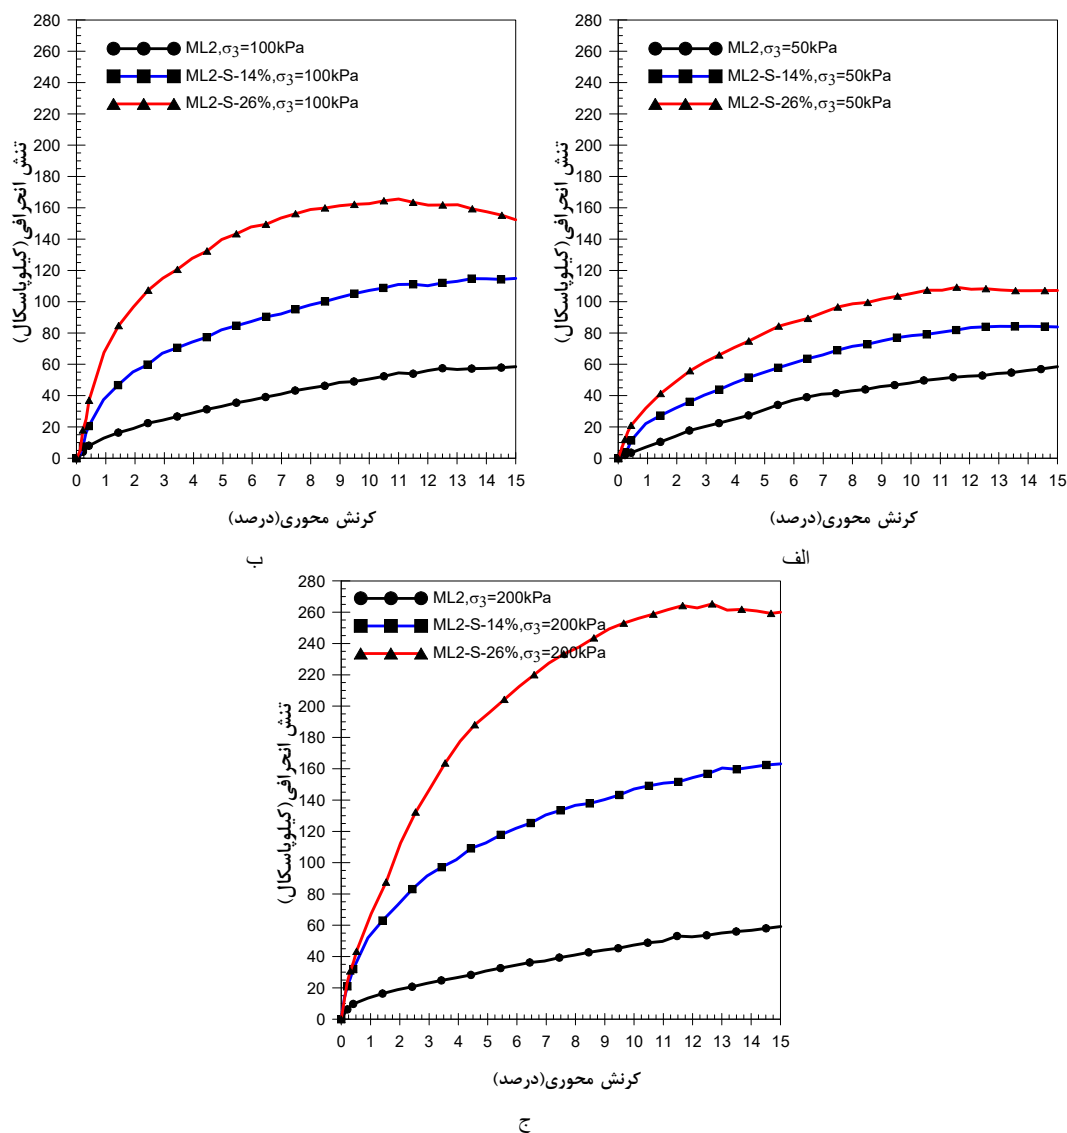 280
260
240
220
200
180
160
140
120
100
80
60
40
20
0
ML2,σ3=100kPa
ML2-S-14%,σ3=100kPa
ML2-S-26%,σ3=100kPa
تنش انحرافی(کیلوپاسکال)
0 1 2 3 4 5 6 7 8 9 10 11 12 13 14 15
کرنش محوری(درصد)
ب
280
260
240
220
200
180
160
140
120
100
80
60
40
20
0
ML2,σ3=50kPa
ML2-S-14%,σ3=50kPa
ML2-S-26%,σ3=50kPa
تنش انحرافی(کیلوپاسکال)
0 1 2 3 4 5 6 7 8 9 10 11 12 13 14 15
کرنش محوری(درصد)
الف
280
260
240
220
200
180
160
140
120
100
80
60
40
20
0
ML2,σ3=200kPa
ML2-S-14%,σ3=200kPa
ML2-S-26%,σ3=200kPa
تنش انحرافی(کیلوپاسکال)
0 1 2 3 4 5 6 7 8 9 10 11 12 13 14 15
کرنش محوری(درصد)
ج